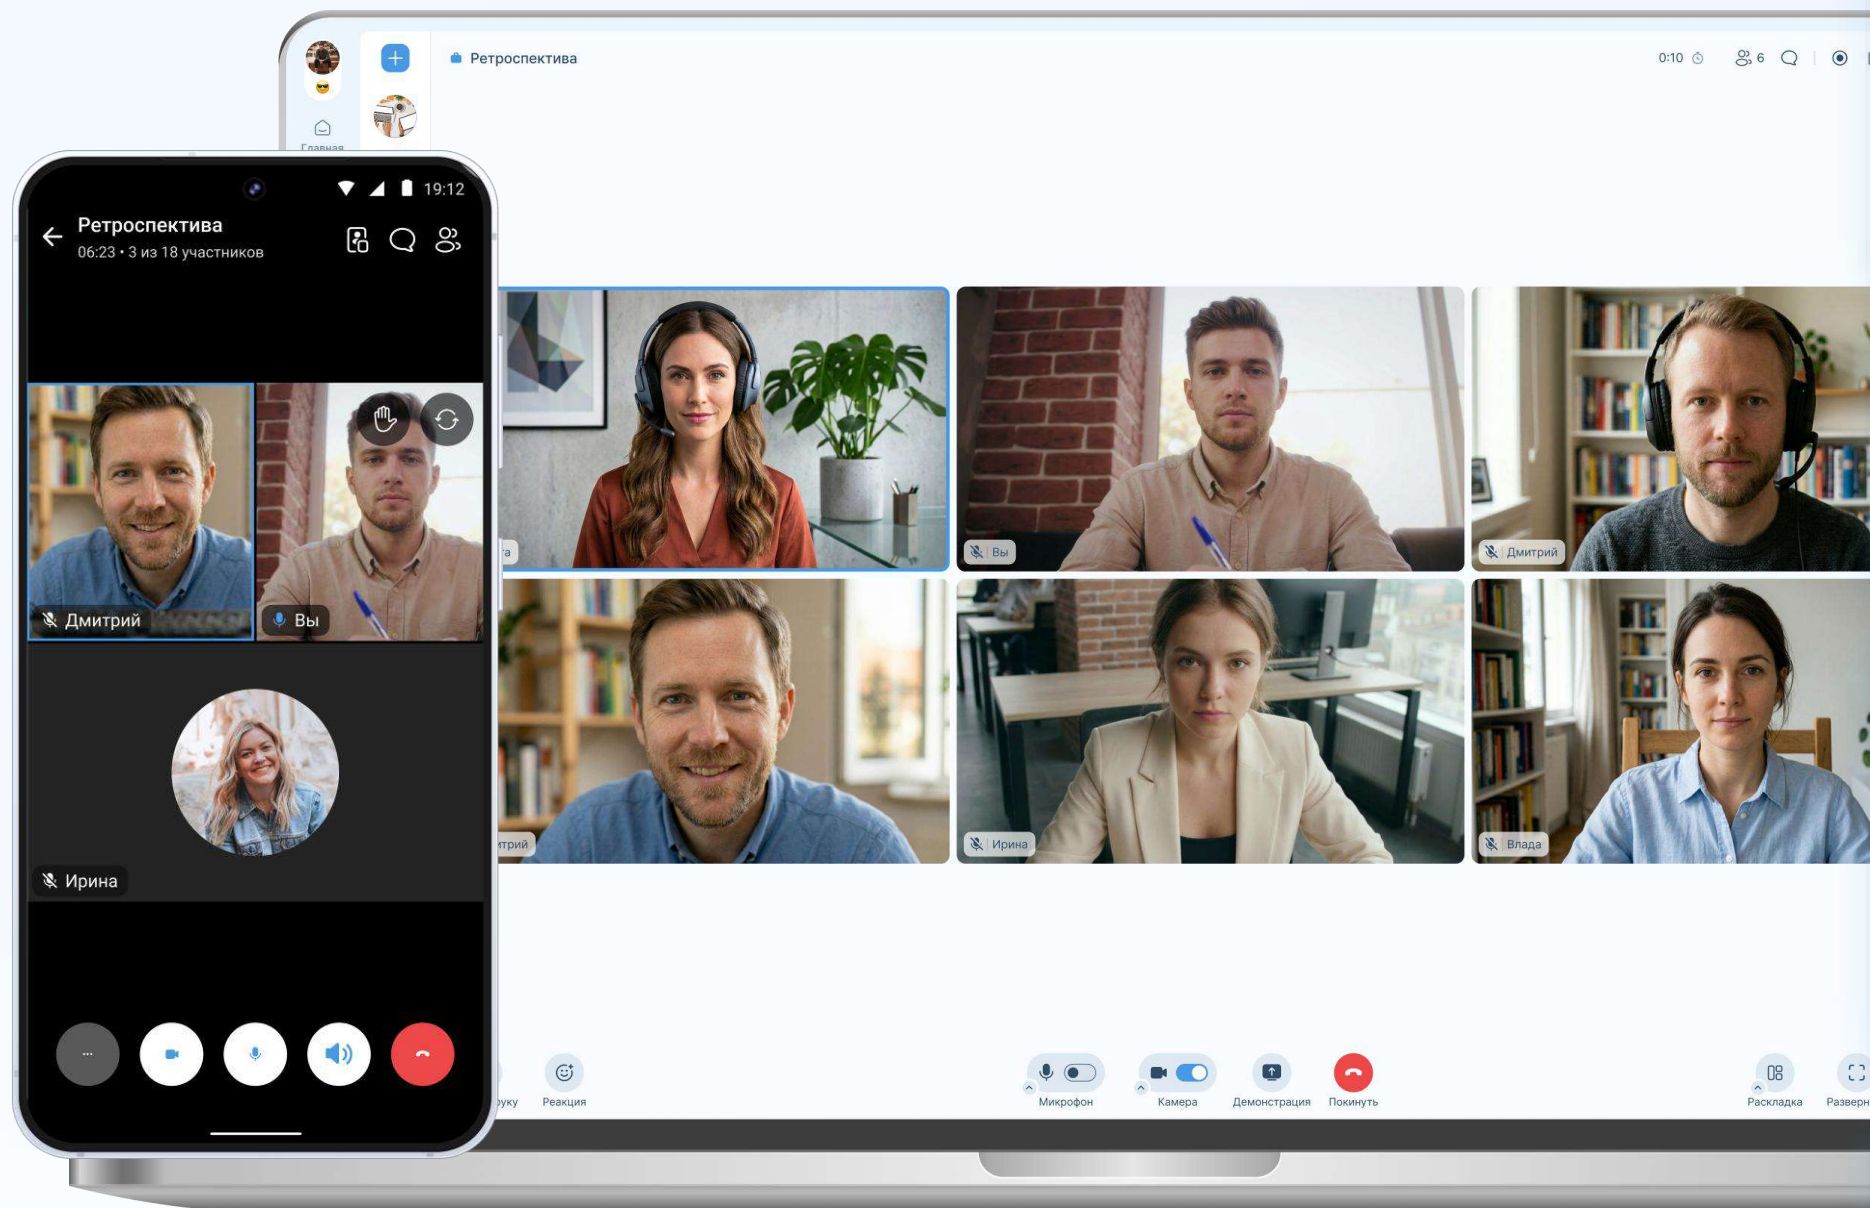 Ретроспектива
0:10
6
Главная
19:12
Ретроспектива
06:23 • 3 из 18 участников
Вы
Дмитрий
Дмитрий
Вы
Ирина
Влада
Ирина
руку
Реакция
Микрофон
Камера
Демонстрация
Покинуть
Раскладка